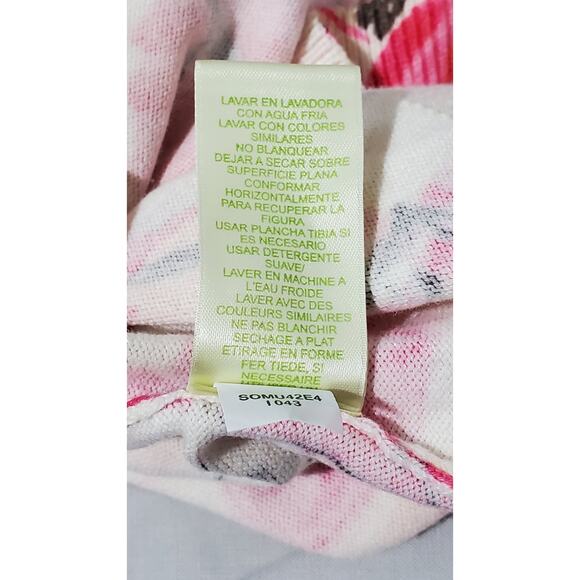 LAVAR EN LAVADORA
CON AGUA FRIA
LAVAR CON COLORES
SIMILARES
NO BLANQUEAR
DEJAR A SECAR SOBRE
SUPERFICIE PLANA
CONFORMAR
HORIZONTALMENTE
PARA RECUPERAR LA
FIGURA
USAR PLANCHA TIBIA SI
ES NECESARIO
USAR DETERGENTE
SUAVE/
LAVER EN MACHINE A
L'EAU FROIDE
LAVER AVEC DES
COULEURS SIMILAIRES
NE PAS BLANCHIR
SECHAGE A PLAT
ETIRAGE EN FORME
FER TIEDE, SI
NECESSAIRE
SOMU42E4
I 043